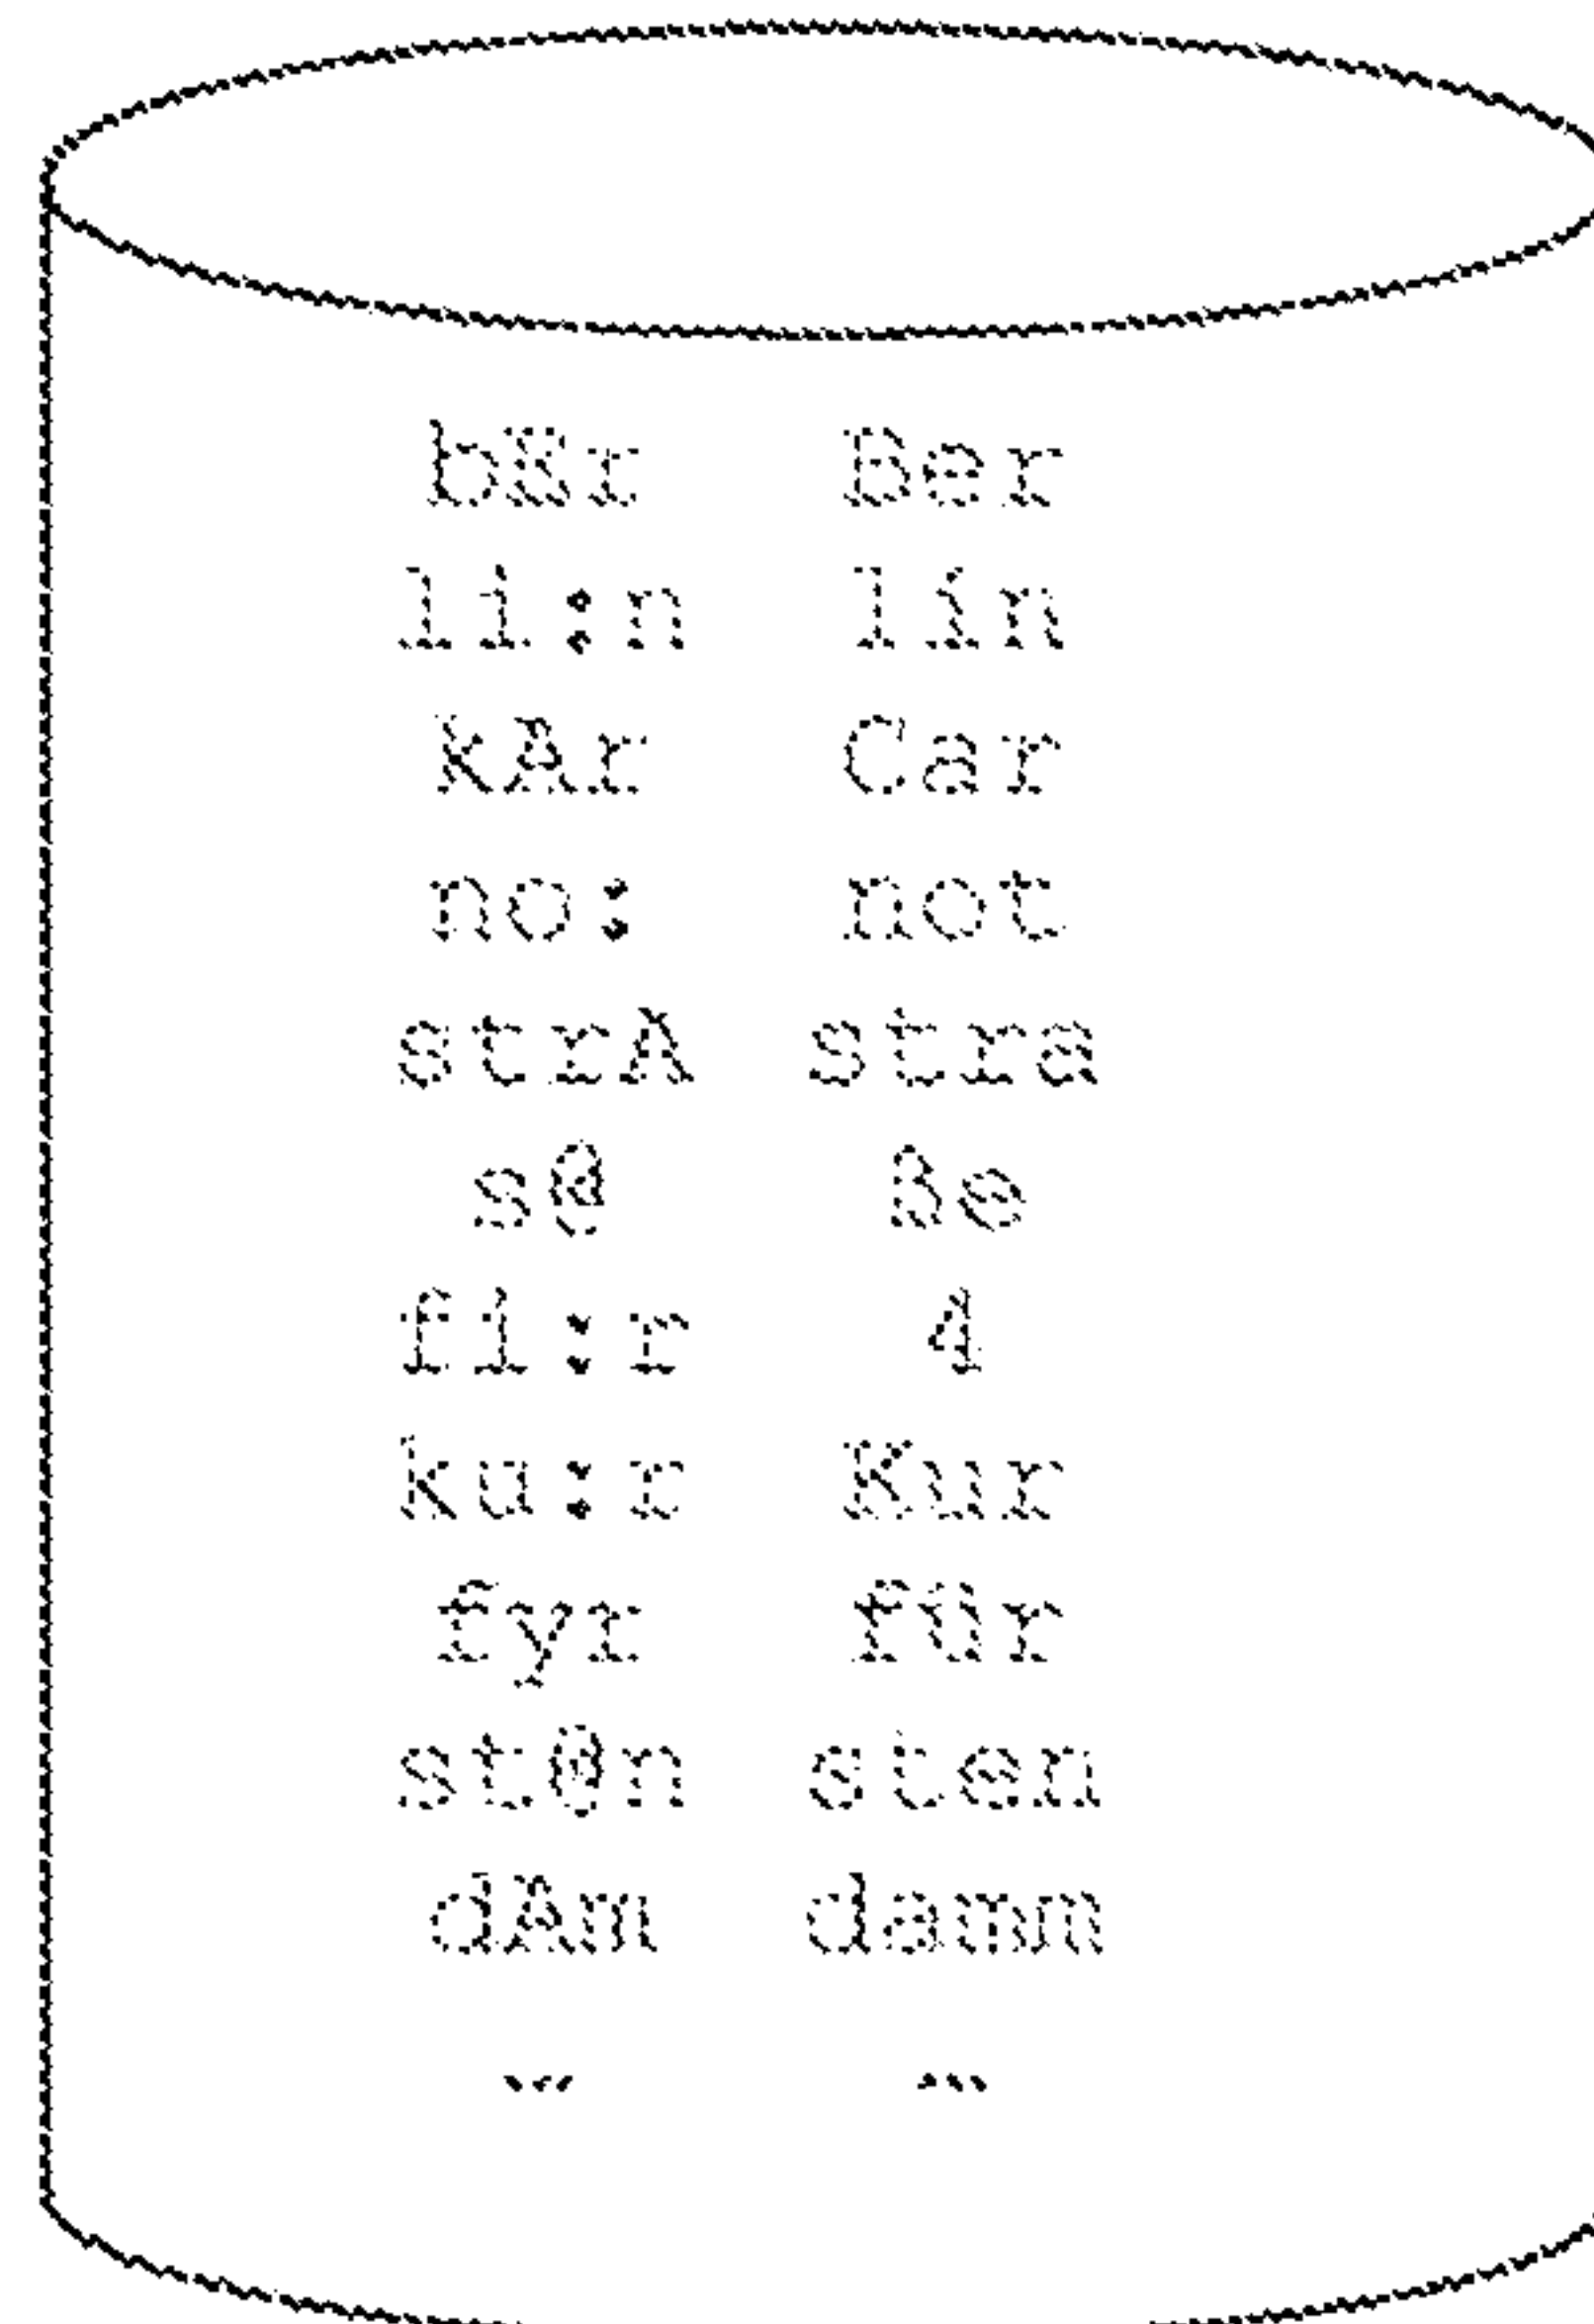 bEr Ber
li:n lin
kAr Car
no: not
strA stra
s@ ße
fi:r 4
ku:r Kur
fyr für
st@n sten
dAm damm
... ...